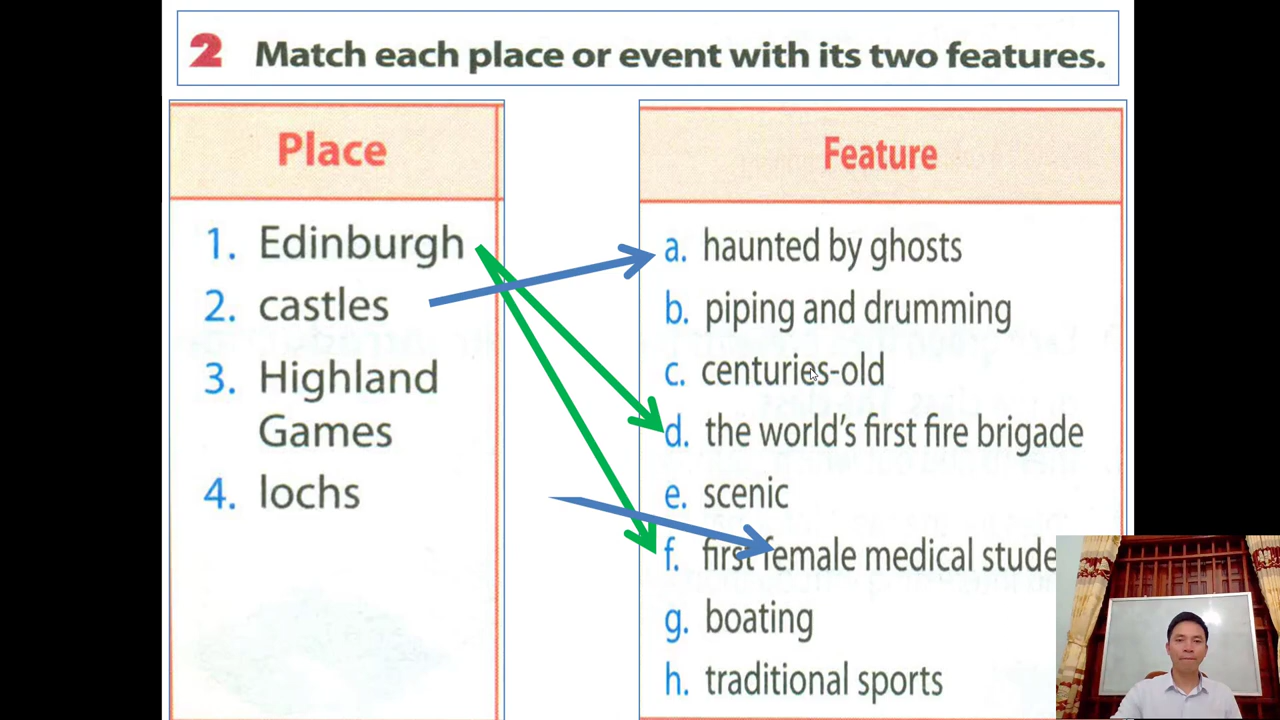 2 Match each place or event with its two features.
Place
1. Edinburgh
2. castles
3. Highland
Games
4. lochs
Feature
a. haunted by ghosts
b. piping and drumming
c. centuries-old
d. the world's first fire brigade
e. scenic
f. first female medical stude
g. boating
h. traditional sports